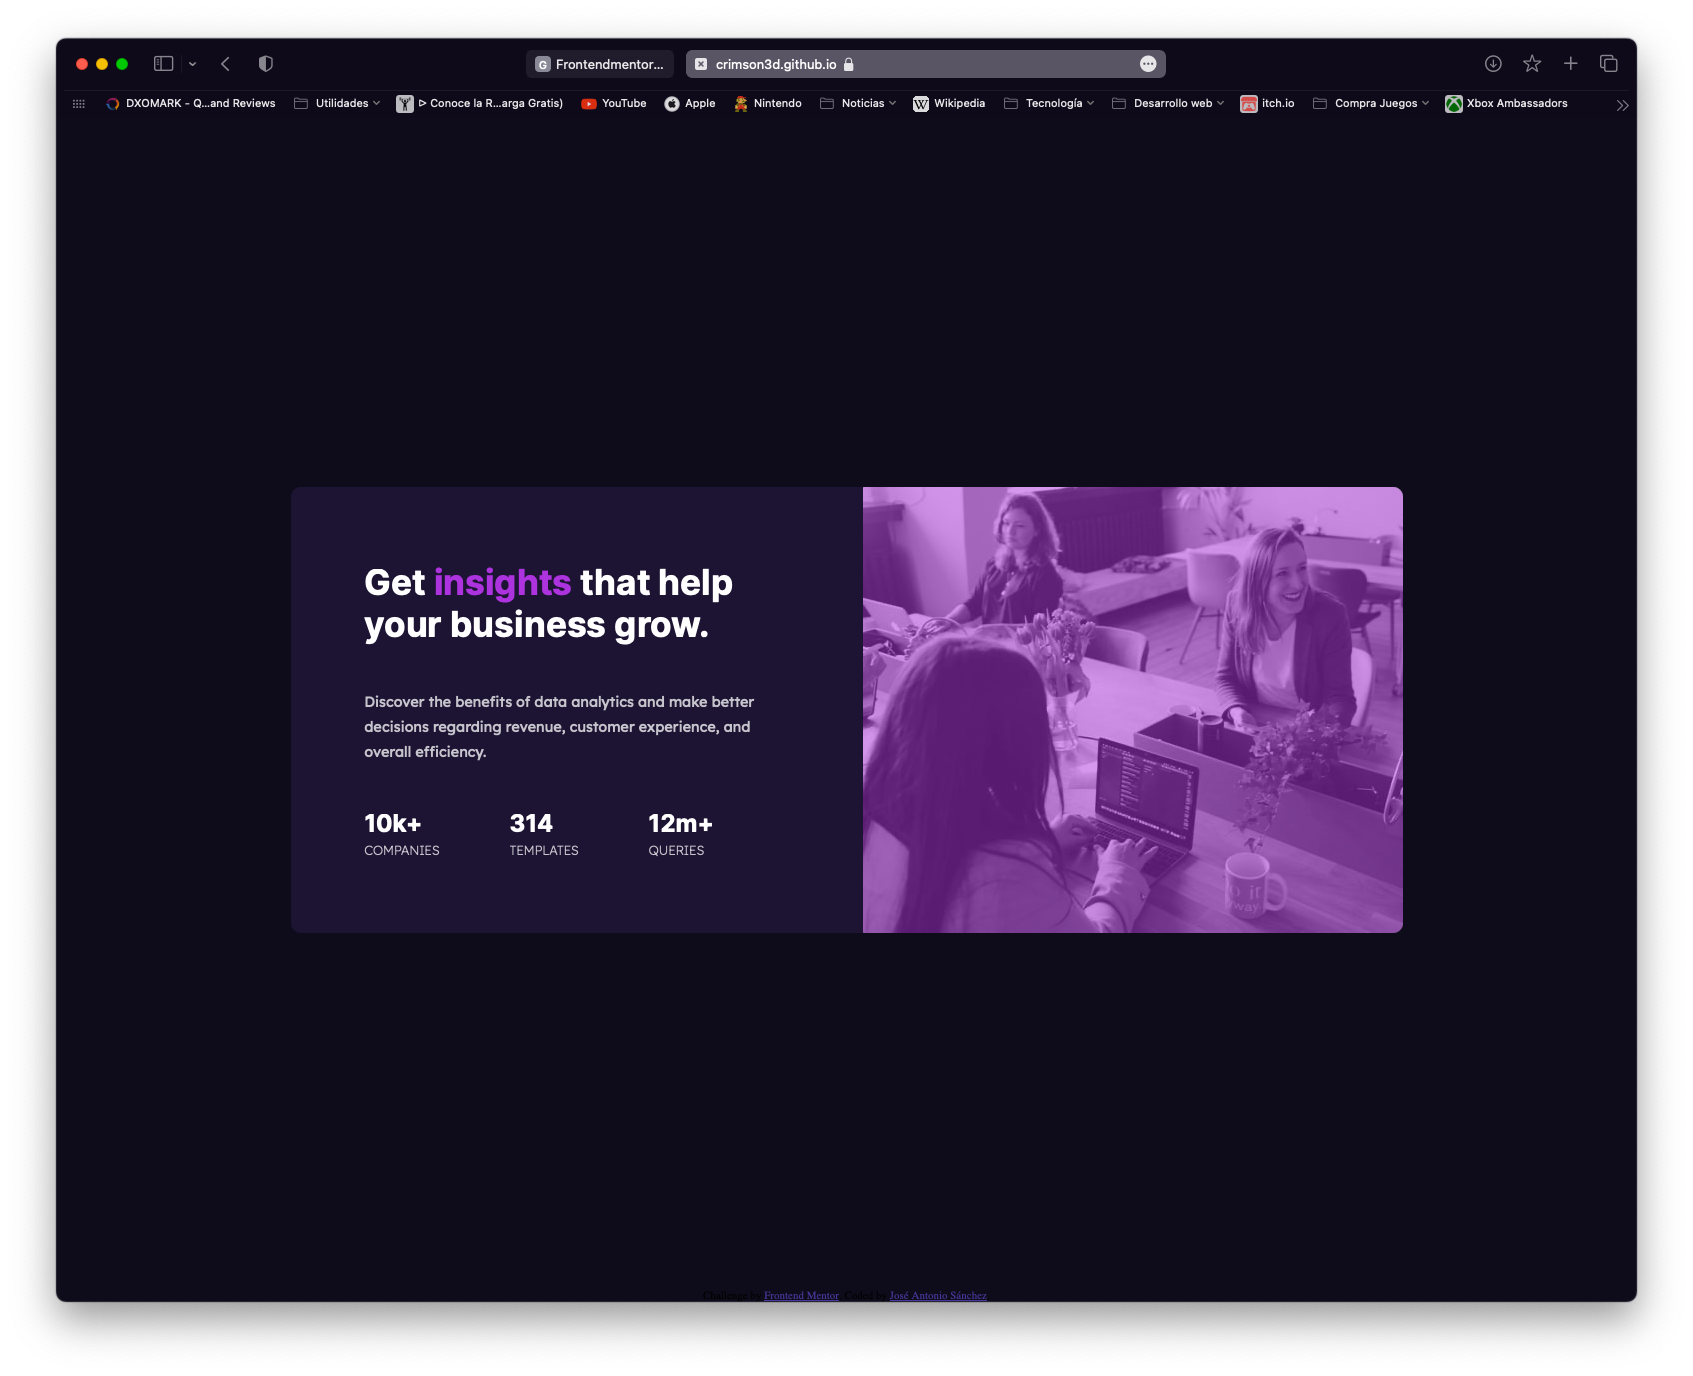 Frontendmentor...
crimson3d.github.io
DXOMARK - Q...and Reviews
Utilidades
ᐅ Conoce la R...arga Gratis)
YouTube
Apple
Nintendo
Noticias
Wikipedia
Tecnología
Desarrollo web
itch.io
Compra Juegos
Xbox Ambassadors
Get insights that help
your business grow.
Discover the benefits of data analytics and make better
decisions regarding revenue, customer experience, and
overall efficiency.
10k+ 314 12m+
COMPANIES TEMPLATES QUERIES
Challenge by Frontend Mentor. Coded by José Antonio Sánchez